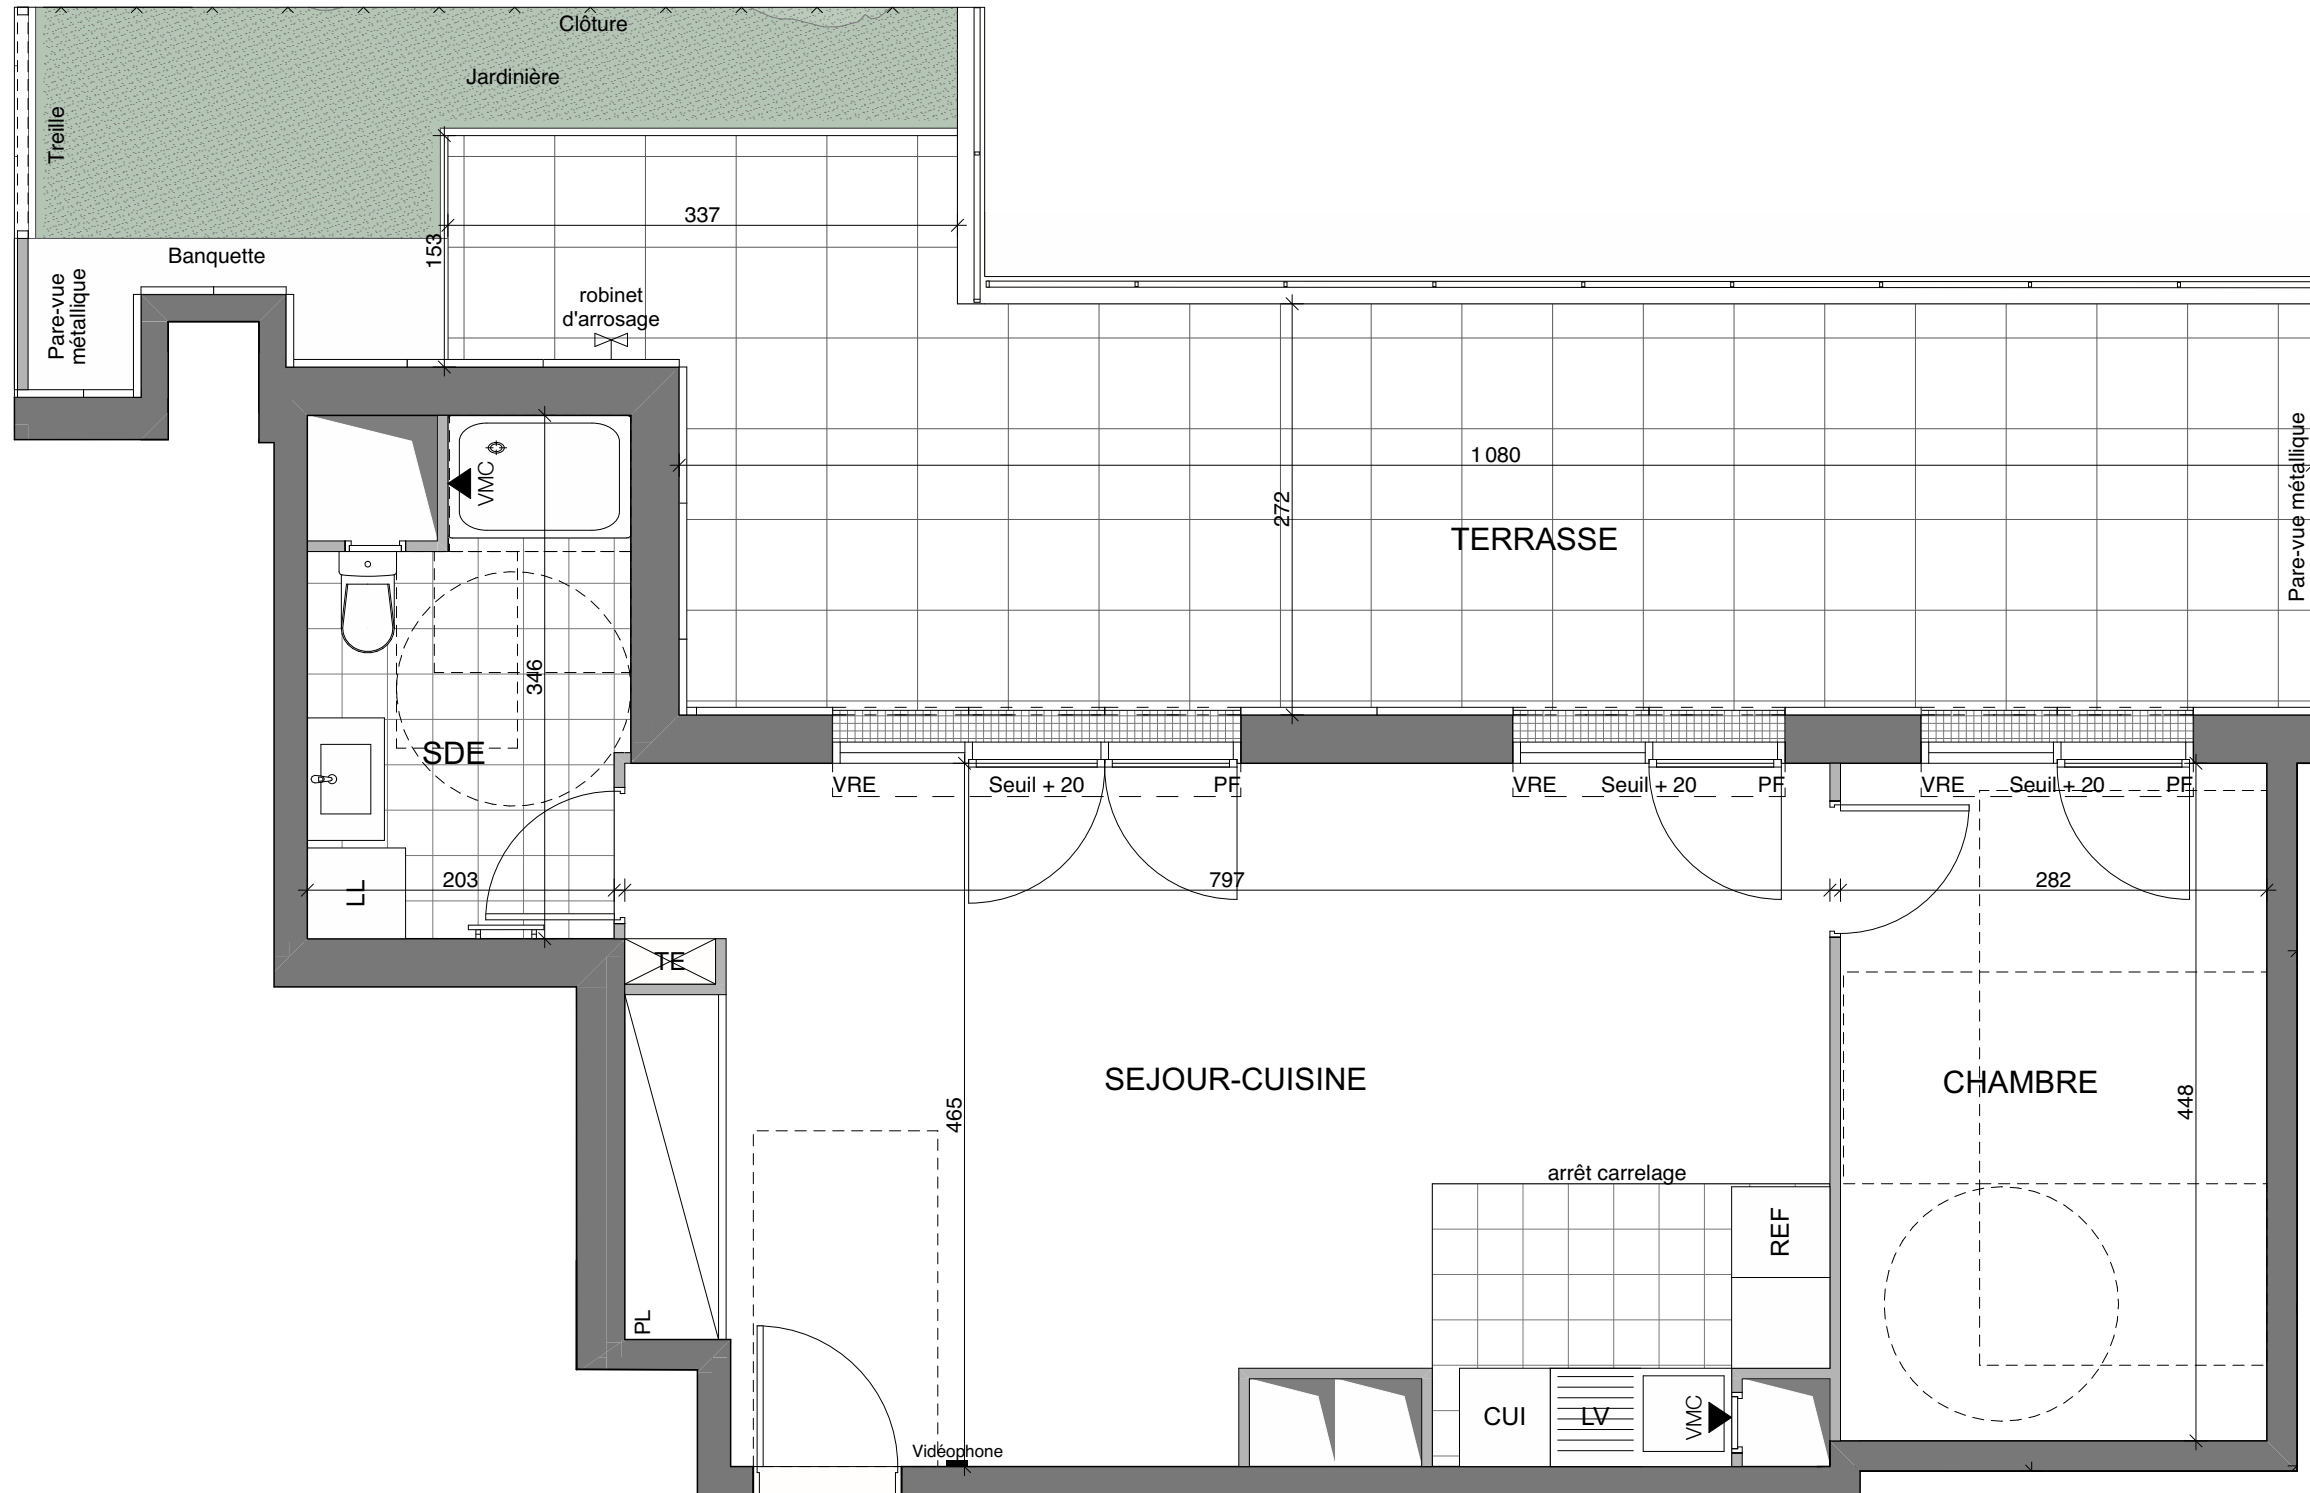 Clôture
Jardinière
Treille
337
153
Banquette
Pare-vue
métallique
robinet
d'arrosage
1 080
272
TERRASSE
Pare-vue métallique
VMC
346
SDE
LL
203
VRE
Seuil + 20
PF
VRE
Seuil + 20
PF
VRE
Seuil + 20
PF
797
282
TE
SEJOUR-CUISINE
465
CHAMBRE
448
arrêt carrelage
REF
PL
CUI
LV
VMC
Vidéophone